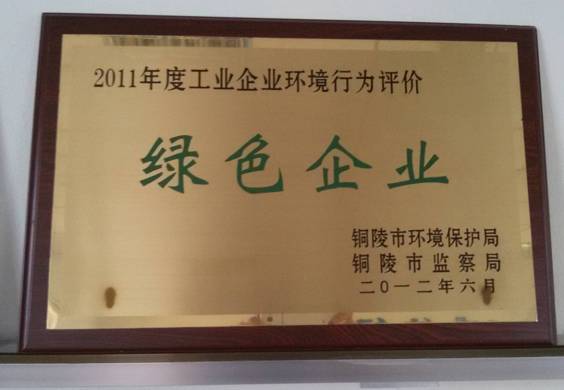 2011年度工业企业环境行为评价
绿色企业
铜陵市环境保护局
铜陵市监察局
二〇一二年六月